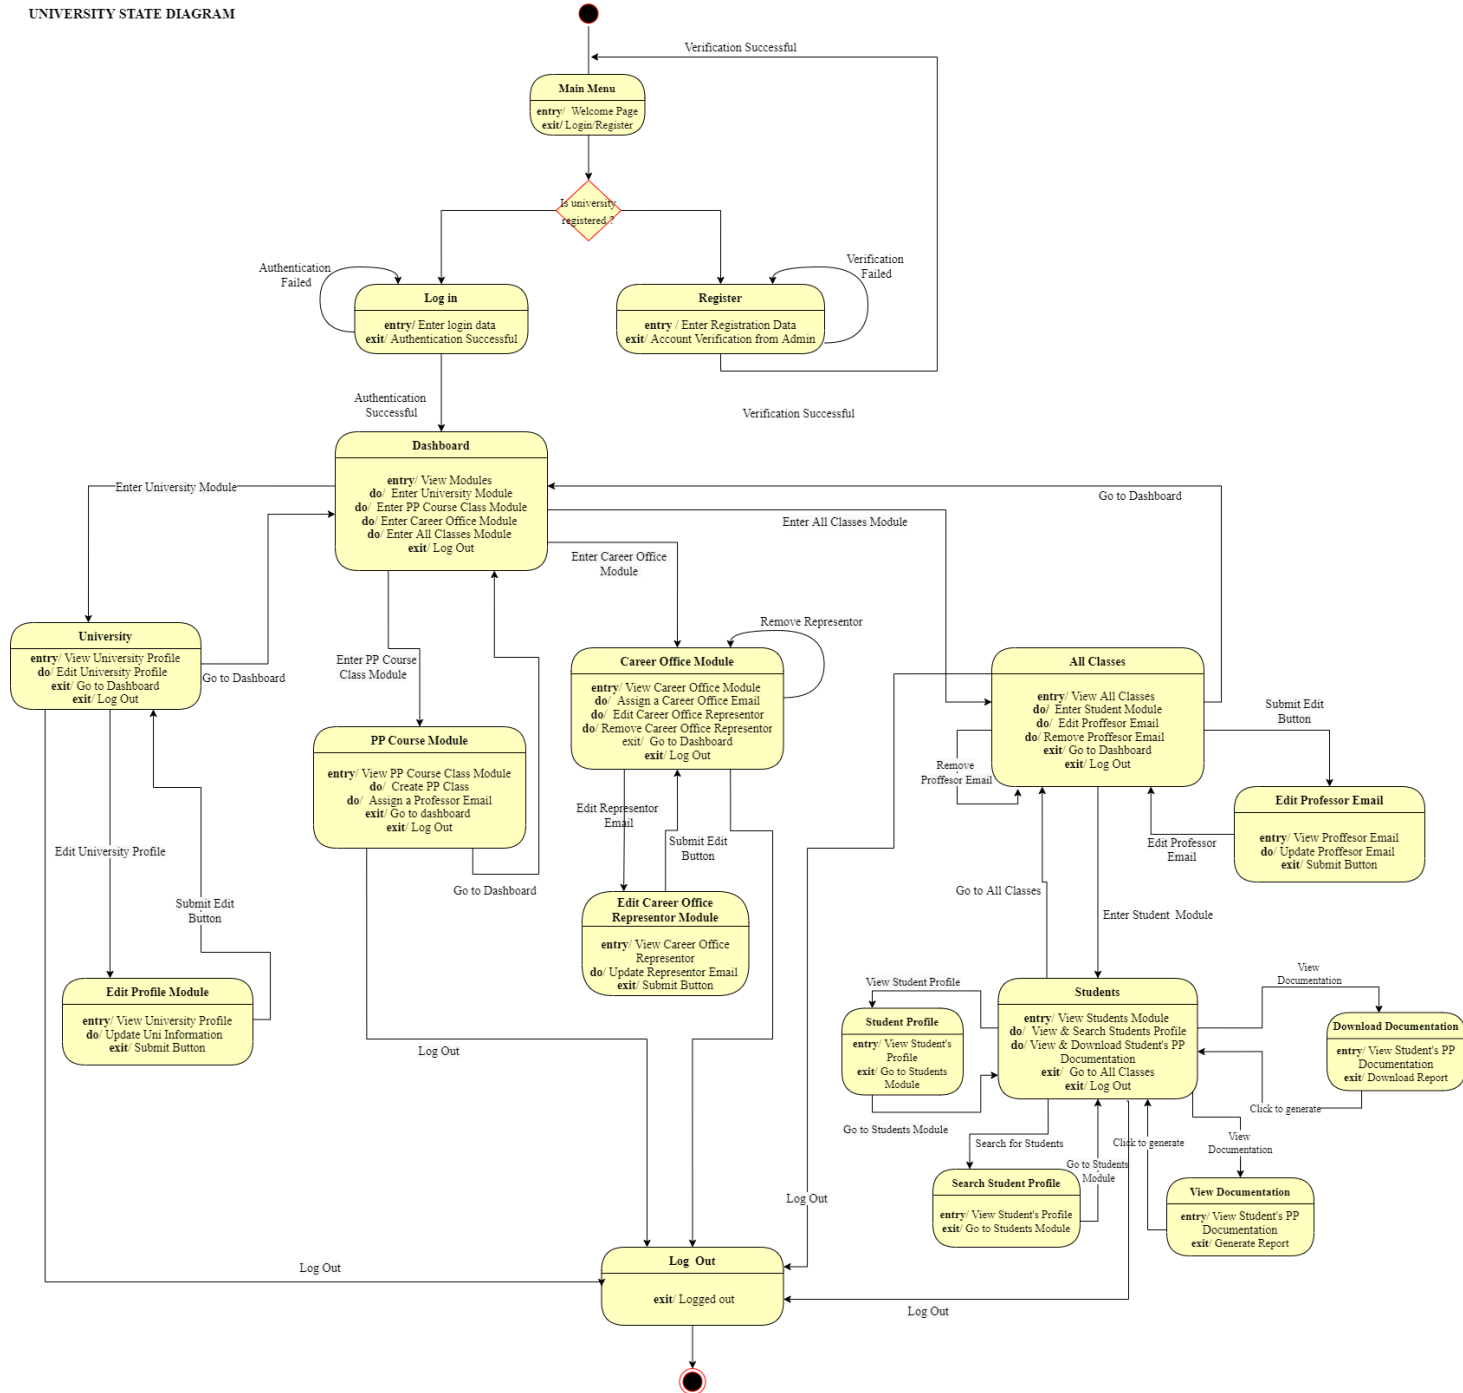 UNIVERSITY STATE DIAGRAM
Verification Successful
Main Menu
entry/ Welcome Page
exit/ Login/Register
Is university
registered ?
Authentication
Failed
Verification
Failed
Log in
entry/ Enter login data
exit/ Authentication Successful
Register
entry / Enter Registration Data
exit/ Account Verification from Admin
Authentication
Successful
Verification Successful
Dashboard
entry/ View Modules
do/ Enter University Module
do/ Enter PP Course Class Module
do/ Enter Career Office Module
do/ Enter All Classes Module
exit/ Log Out
Enter University Module
Go to Dashboard
Enter All Classes Module
Enter Career Office
Module
University
entry/ View University Profile
do/ Edit University Profile
exit/ Go to Dashboard
exit/ Log Out
Go to Dashboard
Enter PP Course
Class Module
Remove Representor
Career Office Module
entry/ View Career Office Module
do/ Assign a Career Office Email
do/ Edit Career Office Representor
do/ Remove Career Office Representor
exit/ Go to Dashboard
exit/ Log Out
All Classes
entry/ View All Classes
do/ Enter Student Module
do/ Edit Proffesor Email
do/ Remove Proffesor Email
exit/ Go to Dashboard
exit/ Log Out
Submit Edit
Button
PP Course Module
entry/ View PP Course Class Module
do/ Create PP Class
do/ Assign a Professor Email
exit/ Go to dashboard
exit/ Log Out
Remove
Proffesor Email
Edit Professor Email
entry/ View Proffesor Email
do/ Update Proffesor Email
exit/ Submit Button
Edit Representor
Email
Submit Edit
Button
Edit Professor
Email
Edit University Profile
Go to Dashboard
Go to All Classes
Enter Student Module
Submit Edit
Button
Edit Career Office
Representor Module
entry/ View Career Office
Representor
do/ Update Representor Email
exit/ Submit Button
Edit Profile Module
entry/ View University Profile
do/ Update Uni Information
exit/ Submit Button
View Student Profile
Students
entry/ View Students Module
do/ View & Search Students Profile
do/ View & Download Student's PP
Documentation
exit/ Go to All Classes
exit/ Log Out
View
Documentation
Student Profile
entry/ View Student's
Profile
exit/ Go to Students
Module
Download Documentation
entry/ View Student's PP
Documentation
exit/ Download Report
Log Out
Click to generate
Go to Students Module
Search for Students
Click to generate
View
Documentation
Go to Students
Module
Search Student Profile
entry/ View Student's Profile
exit/ Go to Students Module
View Documentation
entry/ View Student's PP
Documentation
exit/ Generate Report
Log Out
Log Out
Log Out
exit/ Logged out
Log Out